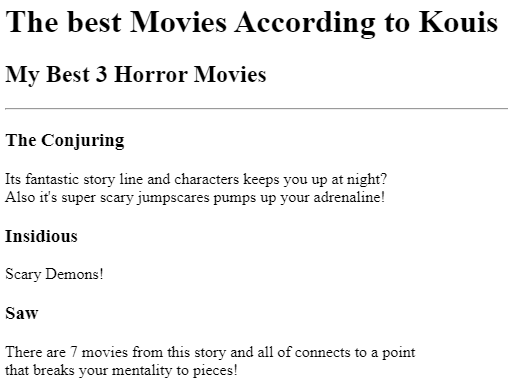 The best Movies According to Kouis
My Best 3 Horror Movies
The Conjuring
Its fantastic story line and characters keeps you up at night?
Also it's super scary jumpscares pumps up your adrenaline!
Insidious
Scary Demons!
Saw
There are 7 movies from this story and all of connects to a point
that breaks your mentality to pieces!